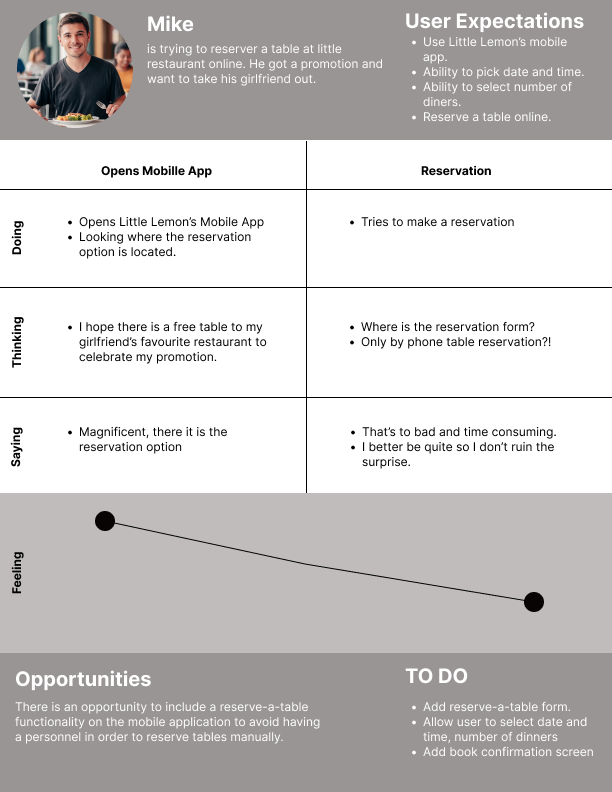 Mike
is trying to reserver a table at little
restaurant online. He got a promotion and
want to take his girlfriend out.
User Expectations
• Use Little Lemon's mobile
app.
• Ability to pick date and time.
• Ability to select number of
diners.
• Reserve a table online.
Opens Mobille App
Reservation
Doing
• Opens Little Lemon's Mobile App
• Looking where the reservation
option is located.
• Tries to make a reservation
Thinking
• I hope there is a free table to my
girlfriend's favourite restaurant to
celebrate my promotion.
• Where is the reservation form?
• Only by phone table reservation?!
Saying
• Magnificent, there it is the
reservation option
• That's to bad and time consuming.
• I better be quite so I don't ruin the
surprise.
Feeling
Opportunities
There is an opportunity to include a reserve-a-table
functionality on the mobile application to avoid having
a personnel in order to reserve tables manually.
TO DO
• Add reserve-a-table form.
• Allow user to select date and
time, number of dinners
• Add book confirmation screen